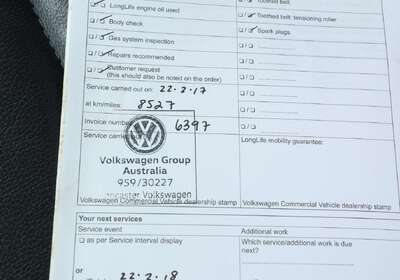 LongLife engine oil used
Toothed belt
Body check
Toothed belt: tensioning roller
Gas system inspection
Spark plugs
Repairs recommended
Customer request
(this should also be noted on the order)
Service carried out on: 22-2-17
at km/miles: 8527
Invoice number: 6397
Service carried out
LongLife mobility guarantee:
Volkswagen Group
Australia
959/30227
Volkswagen
Volkswagen Commercial Vehicle dealership stamp
Volkswagen Commercial Vehicle dealership stamp
Your next services
Service event
Additional work
as per Service interval display
Which service/additional work is due
next?
or
22-2-18